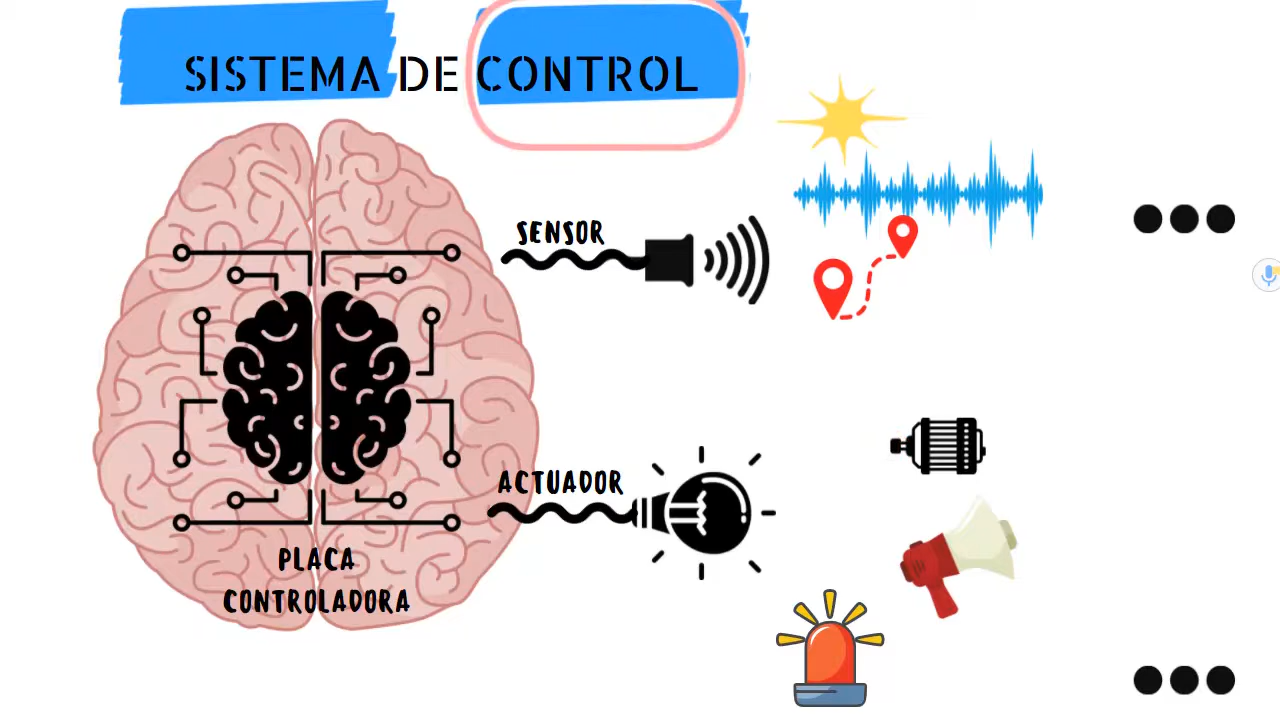 SISTEMA DE CONTROL
SENSOR
ACTUADOR
PLACA
CONTROLADORA